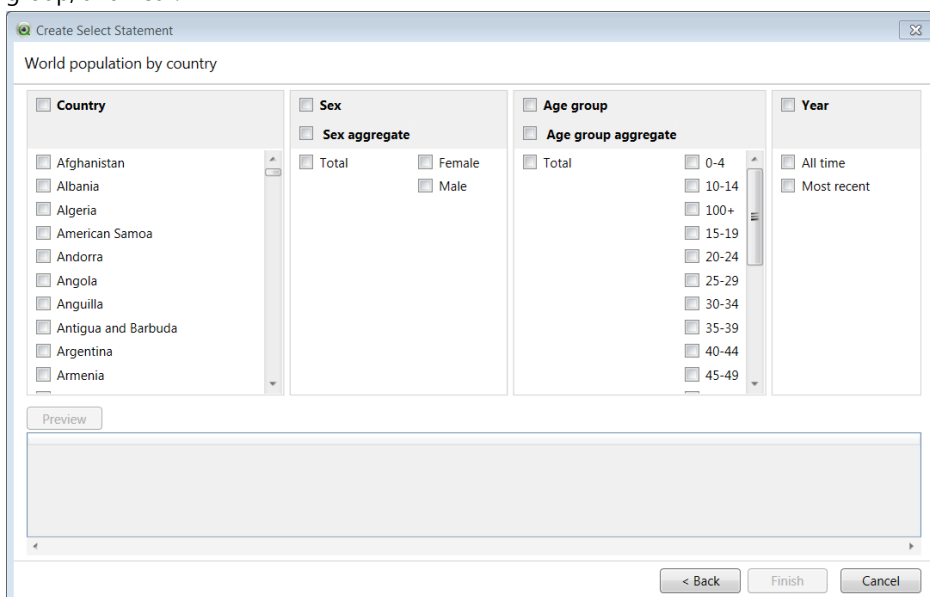 Create Select Statement
World population by country
Country
Sex
Age group
Year
Sex aggregate
Age group aggregate
Afghanistan
Albania
Algeria
American Samoa
Andorra
Angola
Anguilla
Antigua and Barbuda
Argentina
Armenia
Total
Female
Male
Total
0-4
10-14
100+
15-19
20-24
25-29
30-34
35-39
40-44
45-49
All time
Most recent
Preview
< Back
Finish
Cancel